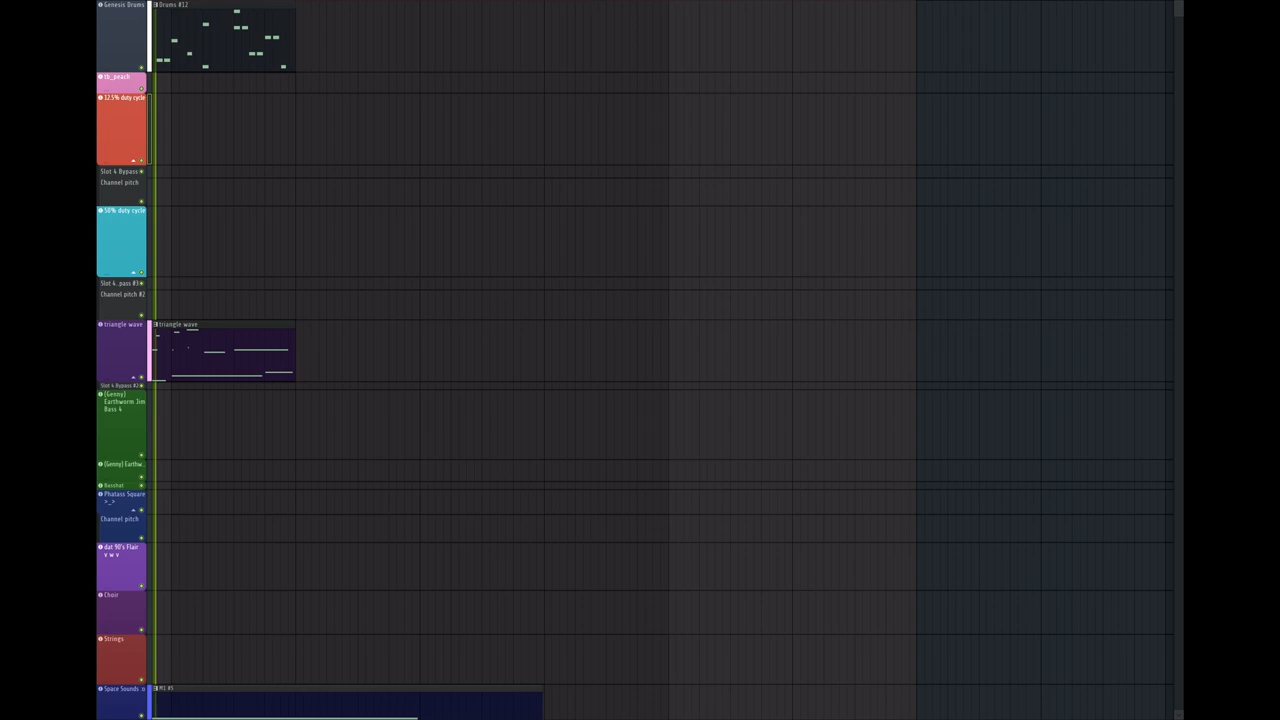 Genesis Drums
Drums #12
tb_peach
12.5% duty cycle
Slot 4 Bypass
Channel pitch
50% duty cycle
Slot 4..pass #3
Channel pitch #2
triangle wave
triangle wave
Slot 4 Bypass #2
[Genny]
Earthworm Jim
Bass 4
[Genny] Earthw..
Phatass Square
>_>
Channel pitch
dat 90's Flair
v w v
Choir
Strings
Space Sounds
M1 #5